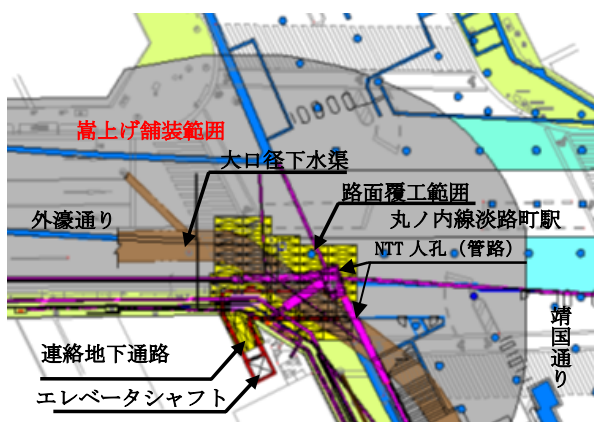 嵩上げ舗装範囲
大口径下水渠
路面覆工範囲
外濠通り
丸ノ内線淡路町駅
NTT 人孔（管路）
靖国通り
連絡地下通路
エレベータシャフト